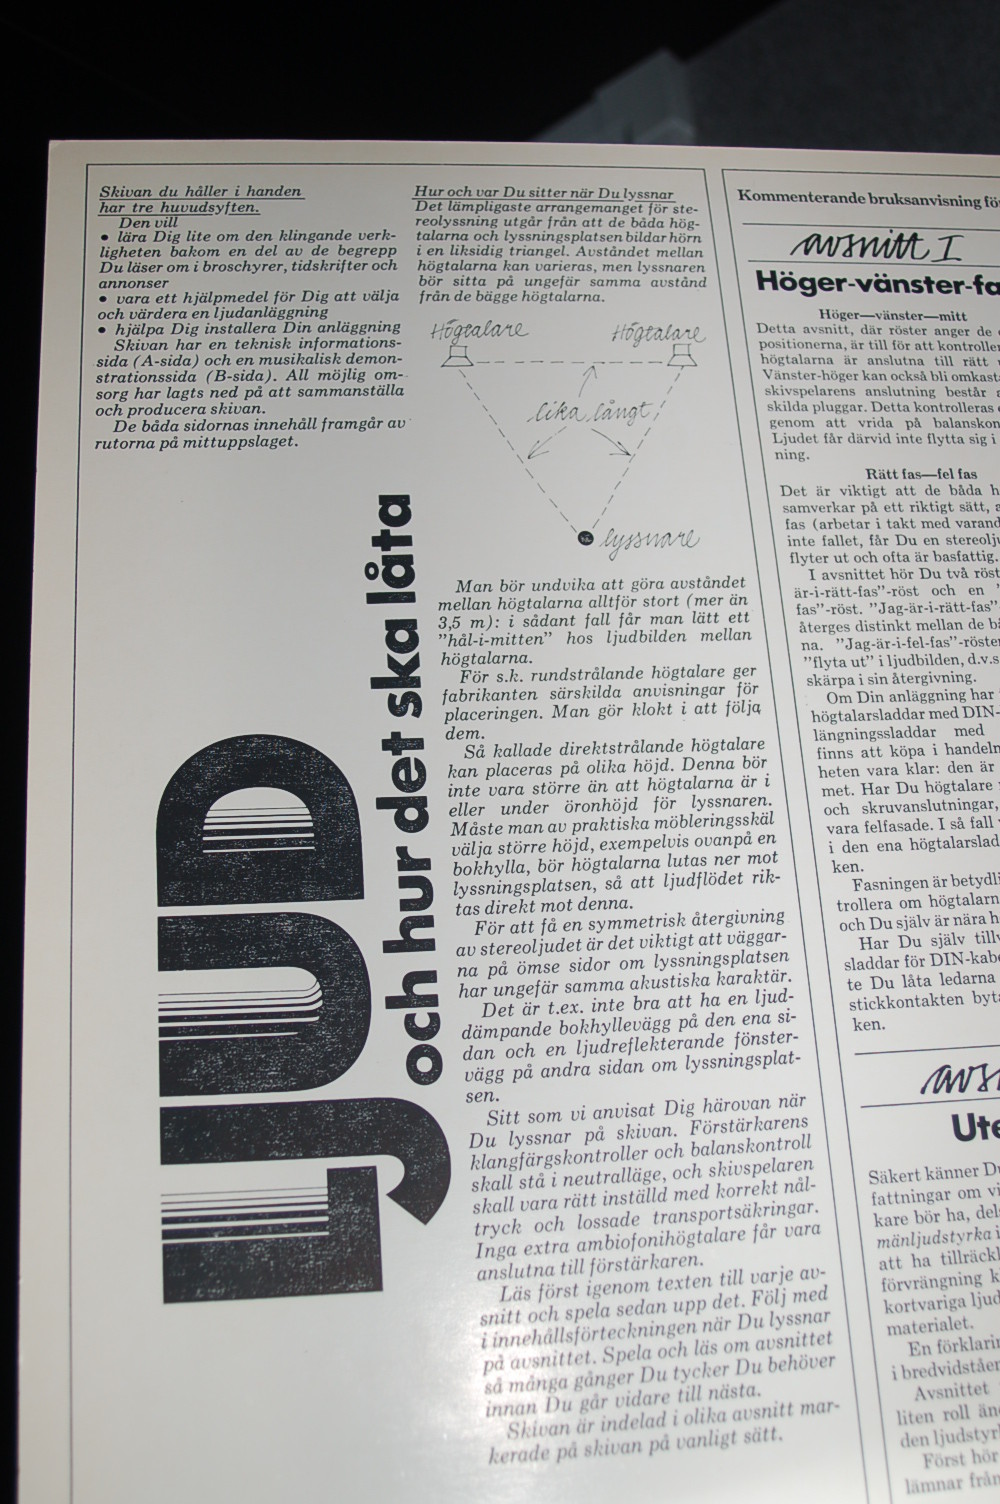 Skivan du håller i handen
har tre huvudsyften.
Den vill
• lära Dig lite om den klingande verk-
ligheten bakom en del av de begrepp
Du läser om i broschyrer, tidskrifter och
annonser
• vara ett hjälpmedel för Dig att välja
och värdera en ljudanläggning
• hjälpa Dig installera Din anläggning
Skivan har en teknisk informations-
sida (A-sida) och en musikalisk demon-
strationssida (B-sida). All möjlig om-
sorg har lagts ned på att sammanställa
och producera skivan.
De båda sidornas innehåll framgår av
rutorna på mittuppslaget.
LJUD
och hur det ska låta
Hur och var Du sitter när Du lyssnar
Det lämpligaste arrangemanget för ste-
reolyssning utgår från att de båda hög-
talarna och lyssningsplatsen bildar hörn
i en liksidig triangel. Avståndet mellan
högtalarna kan varieras, men lyssnaren
bör sitta på ungefär samma avstånd
från de bägge högtalarna.
Högtalare
Högtalare
lika långt
lyssnare
Man bör undvika att göra avståndet
mellan högtalarna alltför stort (mer än
3,5 m): i sådant fall får man lätt ett
"hål-i-mitten" hos ljudbilden mellan
högtalarna.
För s.k. rundstrålande högtalare ger
fabrikanten särskilda anvisningar för
placeringen. Man gör klokt i att följa
dem.
Så kallade direktstrålande högtalare
kan placeras på olika höjd. Denna bör
inte vara större än att högtalarna är i
eller under öronhöjd för lyssnaren.
Måste man av praktiska möbleringsskäl
välja större höjd, exempelvis ovanpå en
bokhylla, bör högtalarna lutas ner mot
lyssningsplatsen, så att ljudflödet rik-
tas direkt mot denna.
För att få en symmetrisk återgivning
av stereoljudet är det viktigt att väggar-
na på ömse sidor om lyssningsplatsen
har ungefär samma akustiska karaktär.
Det är t.ex. inte bra att ha en ljud-
dämpande bokhyllevägg på den ena si-
dan och en ljudreflekterande fönster-
vägg på andra sidan om lyssningsplat-
sen.
Sitt som vi anvisat Dig härovan när
Du lyssnar på skivan. Förstärkarens
klangfärgskontroller och balanskontroll
skall stå i neutralläge, och skivspelaren
skall vara rätt inställd med korrekt nål-
tryck och lossade transportsäkringar.
Inga extra ambiofonihögtalare får vara
anslutna till förstärkaren.
Läs först igenom texten till varje av-
snitt och spela sedan upp det. Följ med
i innehållsförteckningen när Du lyssnar
på avsnittet. Spela och läs om avsnittet
så många gånger Du tycker Du behöver
innan Du går vidare till nästa.
Skivan är indelad i olika avsnitt mar-
kerade på skivan på vanligt sätt.
Kommenterande bruksanvisning fö
avsnitt I
Höger-vänster-fa
Höger—vänster—mitt
Detta avsnitt, där röster anger de
positionerna, är till för att kontroller
högtalarna är anslutna till rätt
Vänster-höger kan också bli omkast
skivspelarens anslutning består a
skilda pluggar. Detta kontrolleras
genom att vrida på balanskon
Ljudet får därvid inte flytta sig i
ning.
Rätt fas—fel fas
Det är viktigt att de båda h
samverkar på ett riktigt sätt, a
fas (arbetar i takt med varand
inte fallet, får Du en stereolju
flyter ut och ofta är basfattig.
I avsnittet hör Du två röst
är-i-rätt-fas"-röst och en "
fas"-röst. "Jag-är-i-rätt-fas"
återges distinkt mellan de bå
na. "Jag-är-i-fel-fas"-röster
"flyta ut" i ljudbilden, d.v.s
skärpa i sin återgivning.
Om Din anläggning har
högtalarsladdar med DIN-
längningssladdar med
finns att köpa i handeln
heten vara klar: den är
met. Har Du högtalare
och skruvanslutningar,
vara felfasade. I så fall
i den ena högtalarslad
ken.
Fasningen är betydli
trollera om högtalarn
och Du själv är nära h
Har Du själv tillv
sladdar för DIN-kabe
te Du låta ledarna
stickkontakten byta
ken.
avs
Ute
Säkert känner Du
fattningar om vi
kare bör ha, dels
mänljudstyrka i
att ha tillräckl
förvrängning k
kortvariga ljud
materialet.
En förklarin
i bredvidståen
Avsnittet
liten roll änd
den ljudstyrk
Först hör
lämnar från